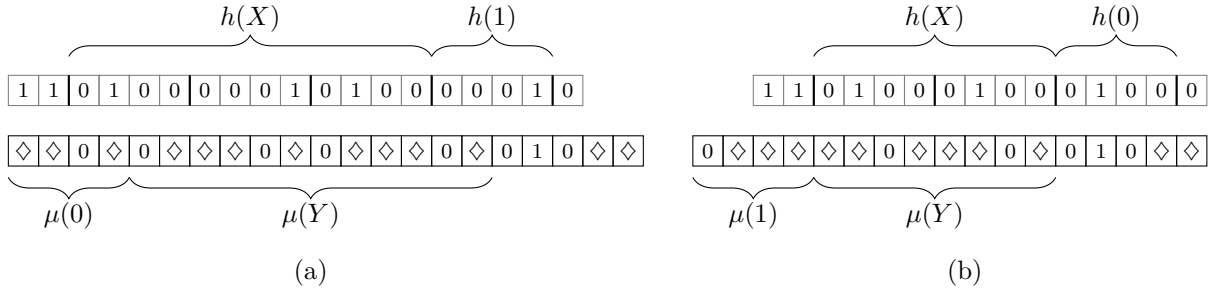 h(X) h(1)
1 1 0 1 0 0 0 0 0 1 0 1 0 0 0 0 0 1 0
◇ ◇ 0 ◇ 0 ◇ ◇ ◇ 0 ◇ 0 ◇ ◇ ◇ 0 ◇ 0 1 0 ◇ ◇
μ(0) μ(Y)
(a)
h(X) h(0)
1 1 0 1 0 0 0 1 0 0 0 1 0 0 0
0 ◇ ◇ ◇ ◇ ◇ 0 ◇ ◇ ◇ 0 ◇ 0 1 0 ◇ ◇
μ(1) μ(Y)
(b)